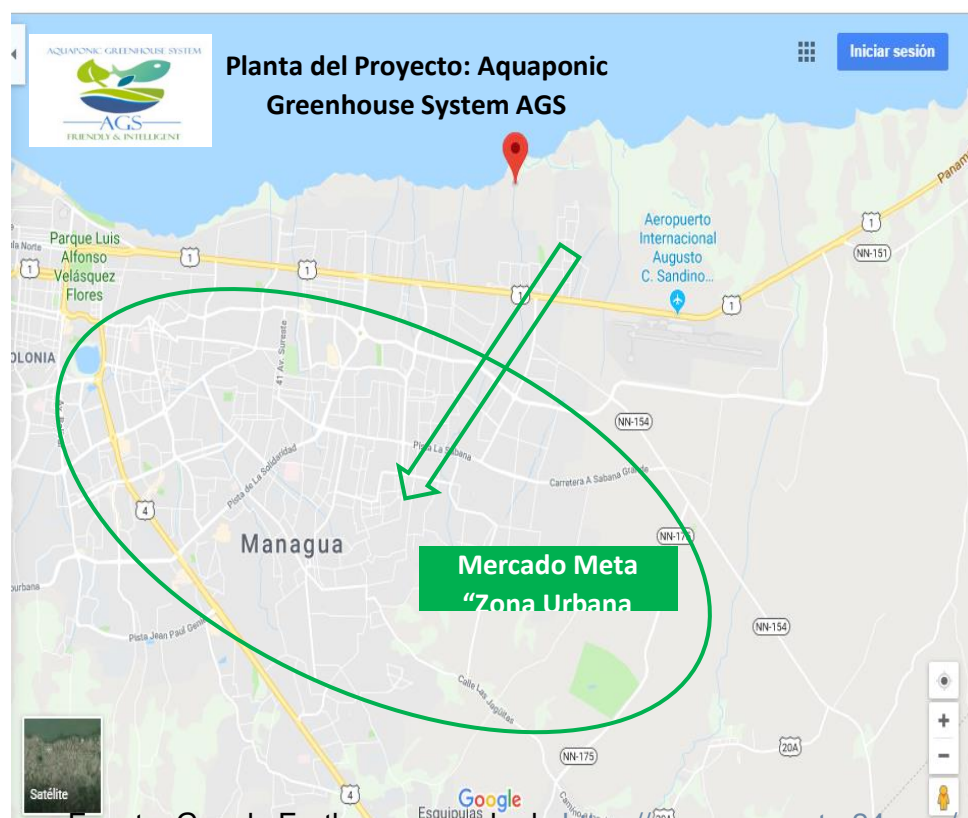 AQUAPONIC GREENHOUSE SYSTEM
AGS
FRIENDLY & INTELLIGENT
Planta del Proyecto: Aquaponic
Greenhouse System AGS
Iniciar sesión
Aeropuerto
Internacional
Augusto
C. Sandino...
1
NN-151
Parque Luis
Alfonso
Velásquez
Flores
1
1
1
1
1
41 Av. Sureste
NN-154
Pista La Sabana
Carretera A Sabana Grande
Pista de La Solidaridad
4
Managua
Mercado Meta
"Zona Urbana
NN-154
Pista Jean Paul Genie
Calle Las Jagüitas
NN-175
20A
Satélite
4
Google
Esquipulas